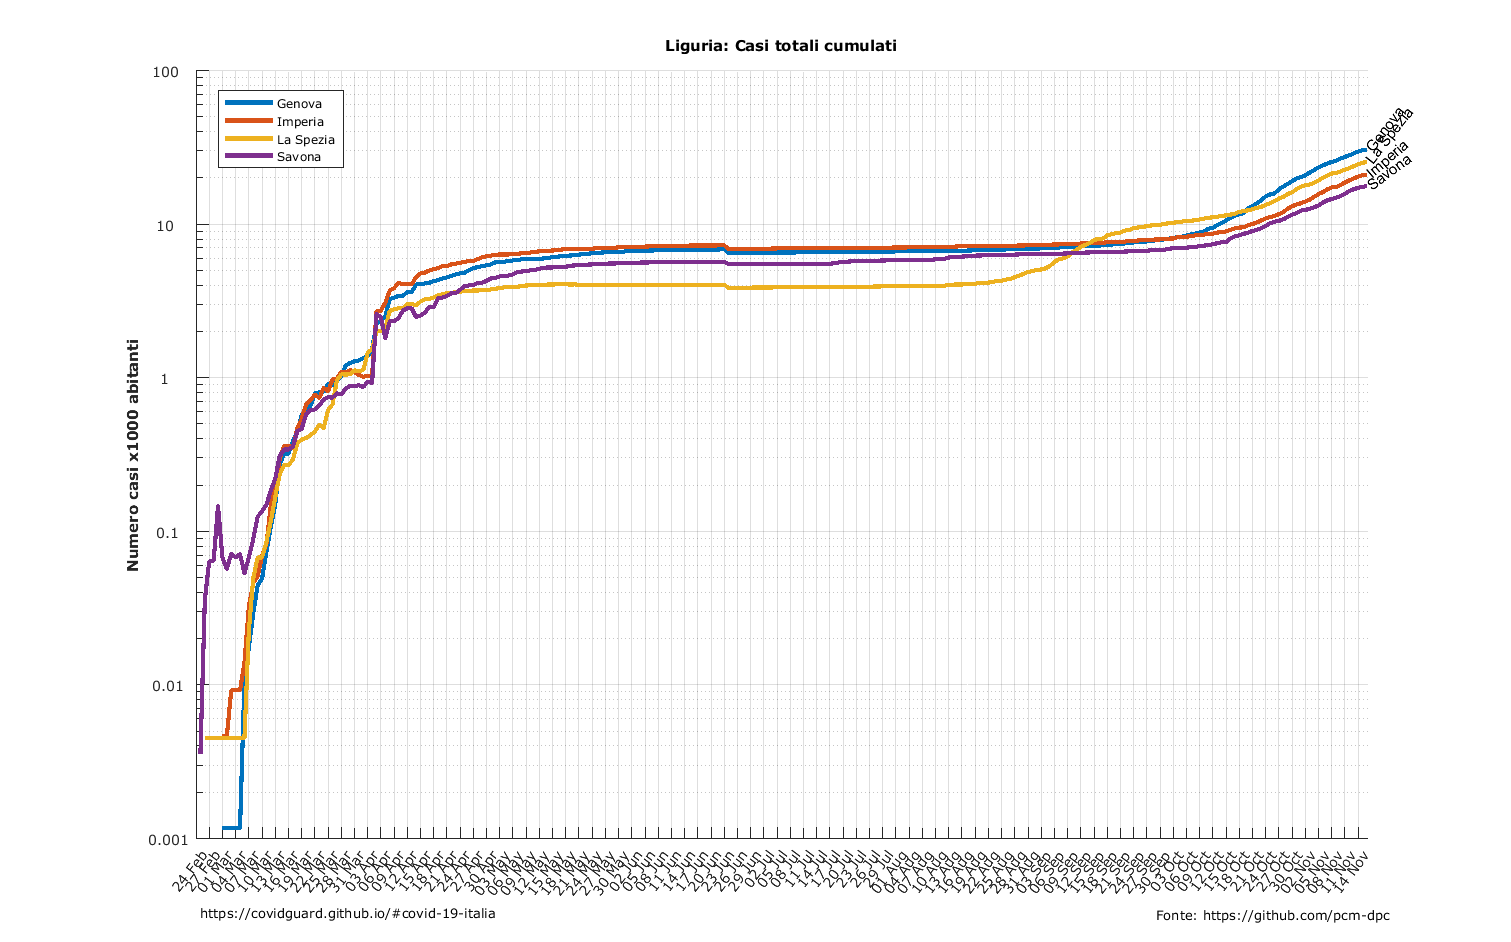 Liguria: Casi totali cumulati
Numero casi x1000 abitanti
100
10
1
0.1
0.01
0.001
Genova
Imperia
La Spezia
Savona
Genova
La Spezia
Imperia
Savona
24 Feb
27 Feb
01 Mar
04 Mar
07 Mar
10 Mar
13 Mar
16 Mar
19 Mar
22 Mar
25 Mar
28 Mar
31 Mar
03 Apr
06 Apr
09 Apr
12 Apr
15 Apr
18 Apr
21 Apr
24 Apr
27 Apr
30 Apr
03 May
06 May
09 May
12 May
15 May
18 May
21 May
24 May
27 May
30 May
02 Jun
05 Jun
08 Jun
11 Jun
14 Jun
17 Jun
20 Jun
23 Jun
26 Jun
29 Jun
02 Jul
05 Jul
08 Jul
11 Jul
14 Jul
17 Jul
20 Jul
23 Jul
26 Jul
29 Jul
01 Aug
04 Aug
07 Aug
10 Aug
13 Aug
16 Aug
19 Aug
22 Aug
25 Aug
28 Aug
31 Aug
03 Sep
06 Sep
09 Sep
12 Sep
15 Sep
18 Sep
21 Sep
24 Sep
27 Sep
30 Sep
03 Oct
06 Oct
09 Oct
12 Oct
15 Oct
18 Oct
21 Oct
24 Oct
27 Oct
30 Oct
02 Nov
05 Nov
08 Nov
11 Nov
14 Nov
https://covidguard.github.io/#covid-19-italia
Fonte: https://github.com/pcm-dpc